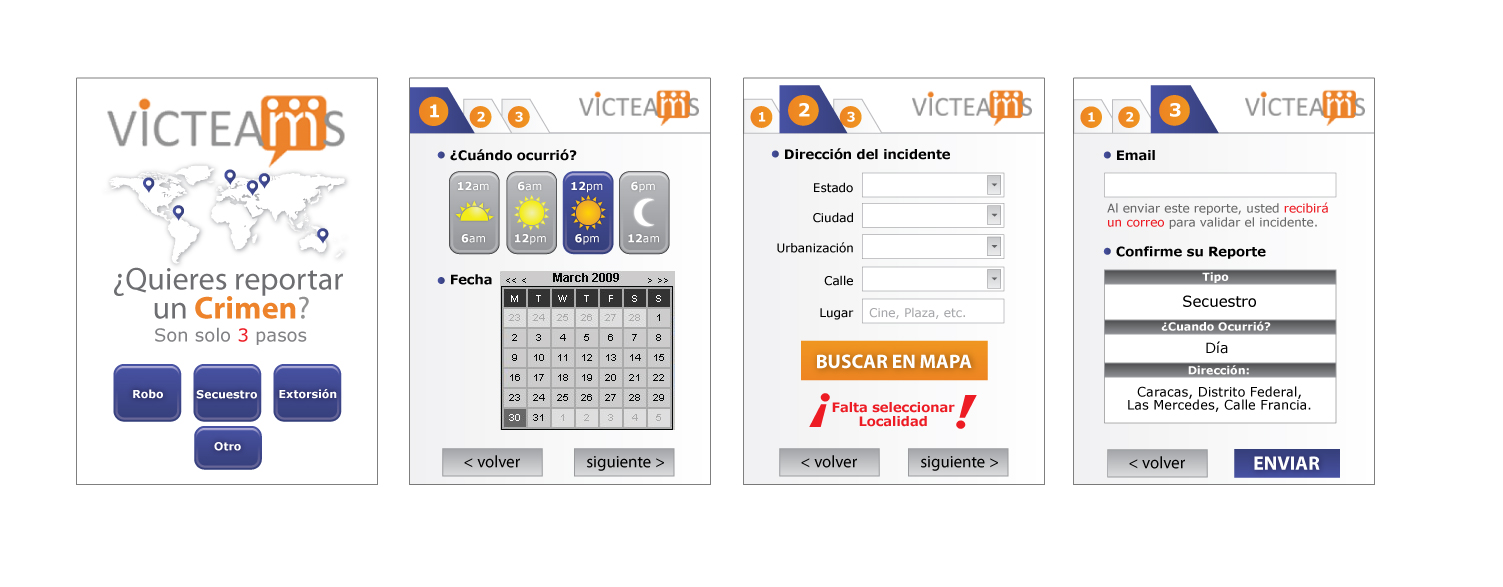 VICTEAMS
¿Quieres reportar
un Crimen?
Son solo 3 pasos
Robo
Secuestro
Extorsión
Otro
1
2
3
VICTEAMS
¿Cuándo ocurrió?
12am
6am
6am
12pm
12pm
6pm
6pm
12am
Fecha
<< <
March 2009
> >>
M T W T F S S
23 24 25 26 27 28 1
2 3 4 5 6 7 8
9 10 11 12 13 14 15
16 17 18 19 20 21 22
23 24 25 26 27 28 29
30 31 1 2 3 4 5
< volver
siguiente >
1
2
3
VICTEAMS
Dirección del incidente
Estado
Ciudad
Urbanización
Calle
Lugar
Cine, Plaza, etc.
BUSCAR EN MAPA
¡Falta seleccionar
Localidad!
< volver
siguiente >
1
2
3
VICTEAMS
Email
Al enviar este reporte, usted recibirá
un correo para validar el incidente.
Confirme su Reporte
Tipo
Secuestro
¿Cuando Ocurrió?
Día
Dirección:
Caracas, Distrito Federal,
Las Mercedes, Calle Francia.
< volver
ENVIAR